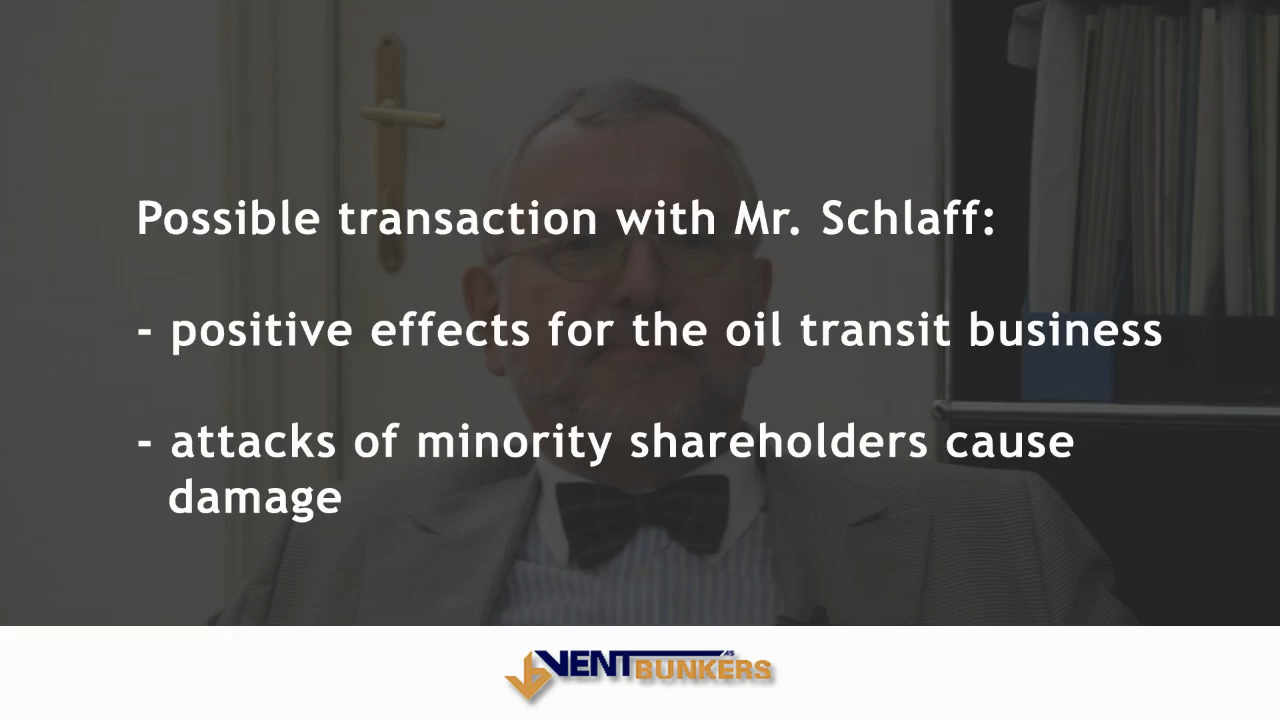 Possible transaction with Mr. Schlaff:
- positive effects for the oil transit business
- attacks of minority shareholders cause
damage
VENTBUNKERS AS